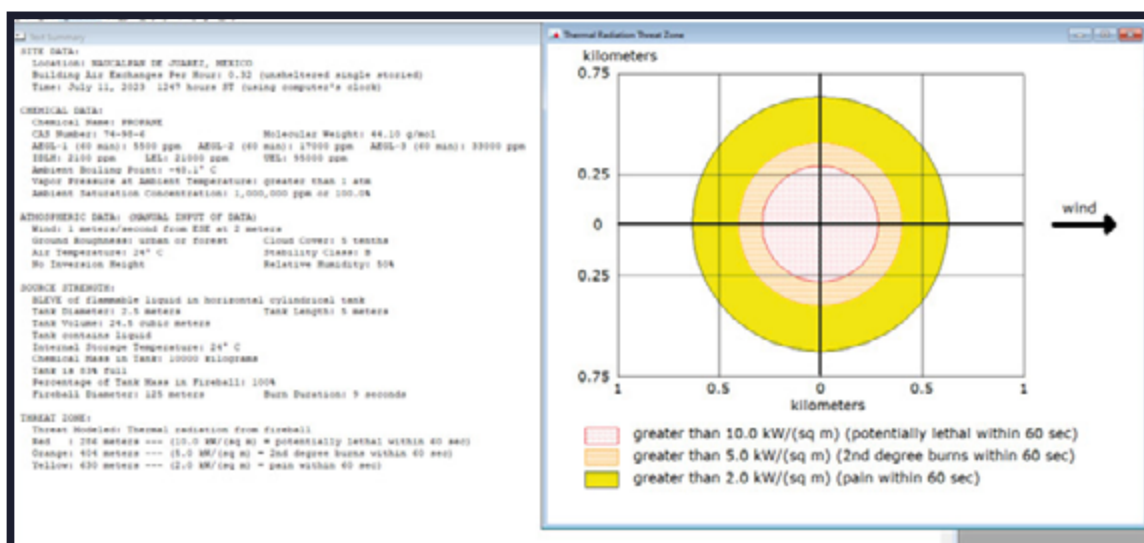 Text Summary
SITE DATA:
Location: NAUCALPAN DE JUAREZ, MEXICO
Building Air Exchanges Per Hour: 0.32 (unsheltered single storied)
Time: July 11, 2023 1247 hours ST (using computer's clock)
CHEMICAL DATA:
Chemical Name: PROPANE
CAS Number: 74-98-6 Molecular Weight: 44.10 g/mol
AEGL-1 (60 min): 5500 ppm AEGL-2 (60 min): 17000 ppm AEGL-3 (60 min): 33000 ppm
IDLH: 2100 ppm LEL: 21000 ppm UEL: 95000 ppm
Ambient Boiling Point: -48.1° C
Vapor Pressure at Ambient Temperature: greater than 1 atm
Ambient Saturation Concentration: 1,000,000 ppm or 100.0%
ATMOSPHERIC DATA: (MANUAL INPUT OF DATA)
Wind: 1 meters/second from ESE at 2 meters
Ground Roughness: urban or forest Cloud Cover: 5 tenths
Air Temperature: 24° C Stability Class: B
No Inversion Height Relative Humidity: 50%
SOURCE STRENGTH:
BLEVE of flammable liquid in horizontal cylindrical tank
Tank Diameter: 2.5 meters Tank Length: 5 meters
Tank Volume: 24.5 cubic meters
Tank contains liquid
Internal Storage Temperature: 24° C
Chemical Mass in Tank: 10000 kilograms
Tank is 83% full
Percentage of Tank Mass in Fireball: 100%
Fireball Diameter: 125 meters Burn Duration: 9 seconds
THREAT ZONE:
Threat Modeled: Thermal radiation from fireball
Red : 286 meters --- (10.0 kW/(sq m) = potentially lethal within 60 sec)
Orange: 404 meters --- (5.0 kW/(sq m) = 2nd degree burns within 60 sec)
Yellow: 630 meters --- (2.0 kW/(sq m) = pain within 60 sec)
Thermal Radiation Threat Zone
kilometers
0.75
0.25
0
0.25
0.75
1 0.5 0 0.5 1
kilometers
wind
greater than 10.0 kW/(sq m) (potentially lethal within 60 sec)
greater than 5.0 kW/(sq m) (2nd degree burns within 60 sec)
greater than 2.0 kW/(sq m) (pain within 60 sec)